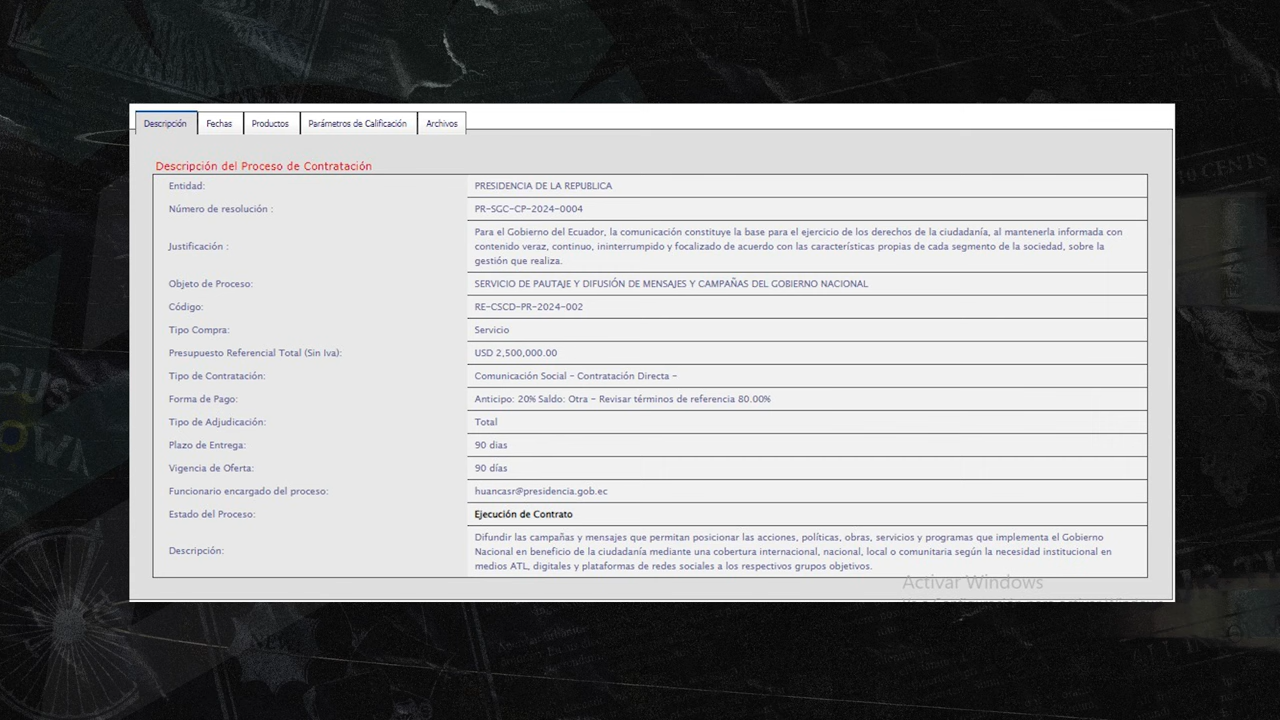 Descripción Fechas Productos Parámetros de Calificación Archivos
Descripción del Proceso de Contratación
Entidad: PRESIDENCIA DE LA REPUBLICA
Número de resolución : PR-SGC-CP-2024-0004
Justificación : Para el Gobierno del Ecuador, la comunicación constituye la base para el ejercicio de los derechos de la ciudadanía, al mantenerla informada con
contenido veraz, continuo, ininterrumpido y focalizado de acuerdo con las características propias de cada segmento de la sociedad, sobre la
gestión que realiza.
Objeto de Proceso: SERVICIO DE PAUTAJE Y DIFUSIÓN DE MENSAJES Y CAMPAÑAS DEL GOBIERNO NACIONAL
Código: RE-CSCD-PR-2024-002
Tipo Compra: Servicio
Presupuesto Referencial Total (Sin Iva): USD 2,500,000.00
Tipo de Contratación: Comunicación Social - Contratación Directa -
Forma de Pago: Anticipo: 20% Saldo: Otra - Revisar términos de referencia 80.00%
Tipo de Adjudicación: Total
Plazo de Entrega: 90 dias
Vigencia de Oferta: 90 días
Funcionario encargado del proceso: huancasr@presidencia.gob.ec
Estado del Proceso: Ejecución de Contrato
Descripción: Difundir las campañas y mensajes que permitan posicionar las acciones, políticas, obras, servicios y programas que implementa el Gobierno
Nacional en beneficio de la ciudadanía mediante una cobertura internacional, nacional, local o comunitaria según la necesidad institucional en
medios ATL, digitales y plataformas de redes sociales a los respectivos grupos objetivos.
Activar Windows
10 CENTS
NEW